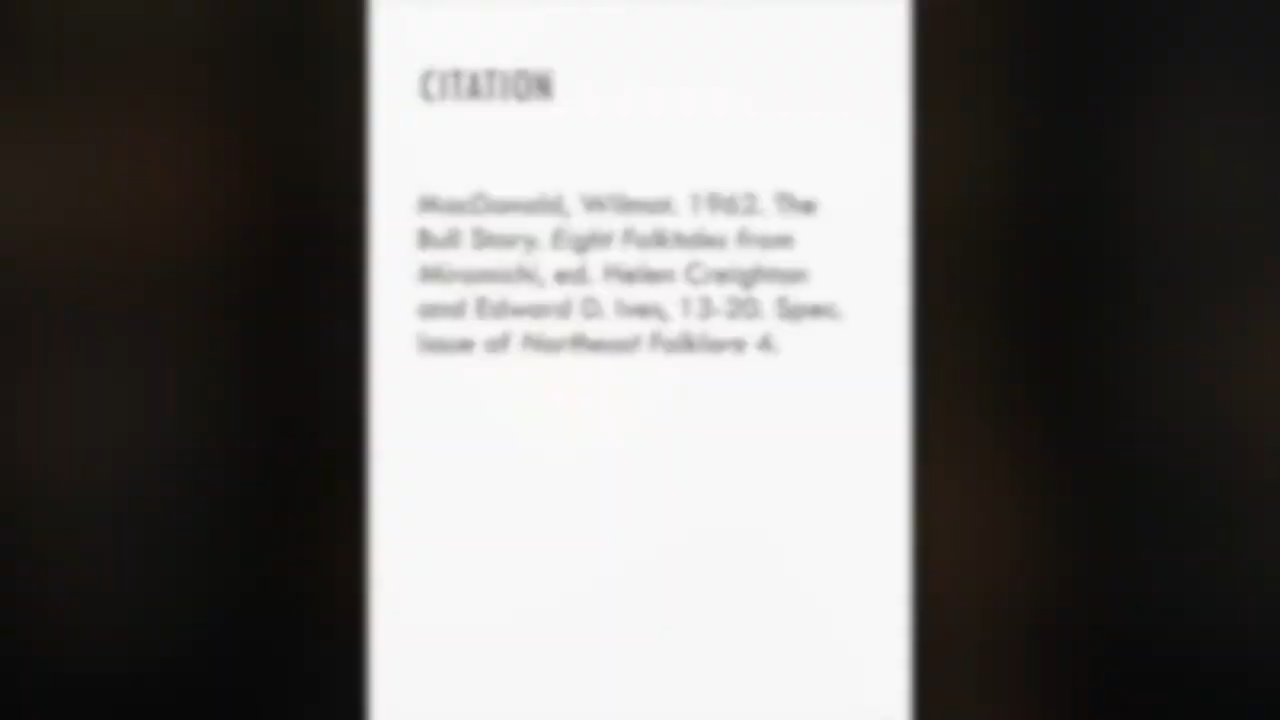 CITATION
MacDonald, Wilmot. 1962. The
Bull Story. Eight Folktales from
Miramichi, ed. Helen Creighton
and Edward D. Ives, 13-20. Spec.
issue of Northeast Folklore 4.